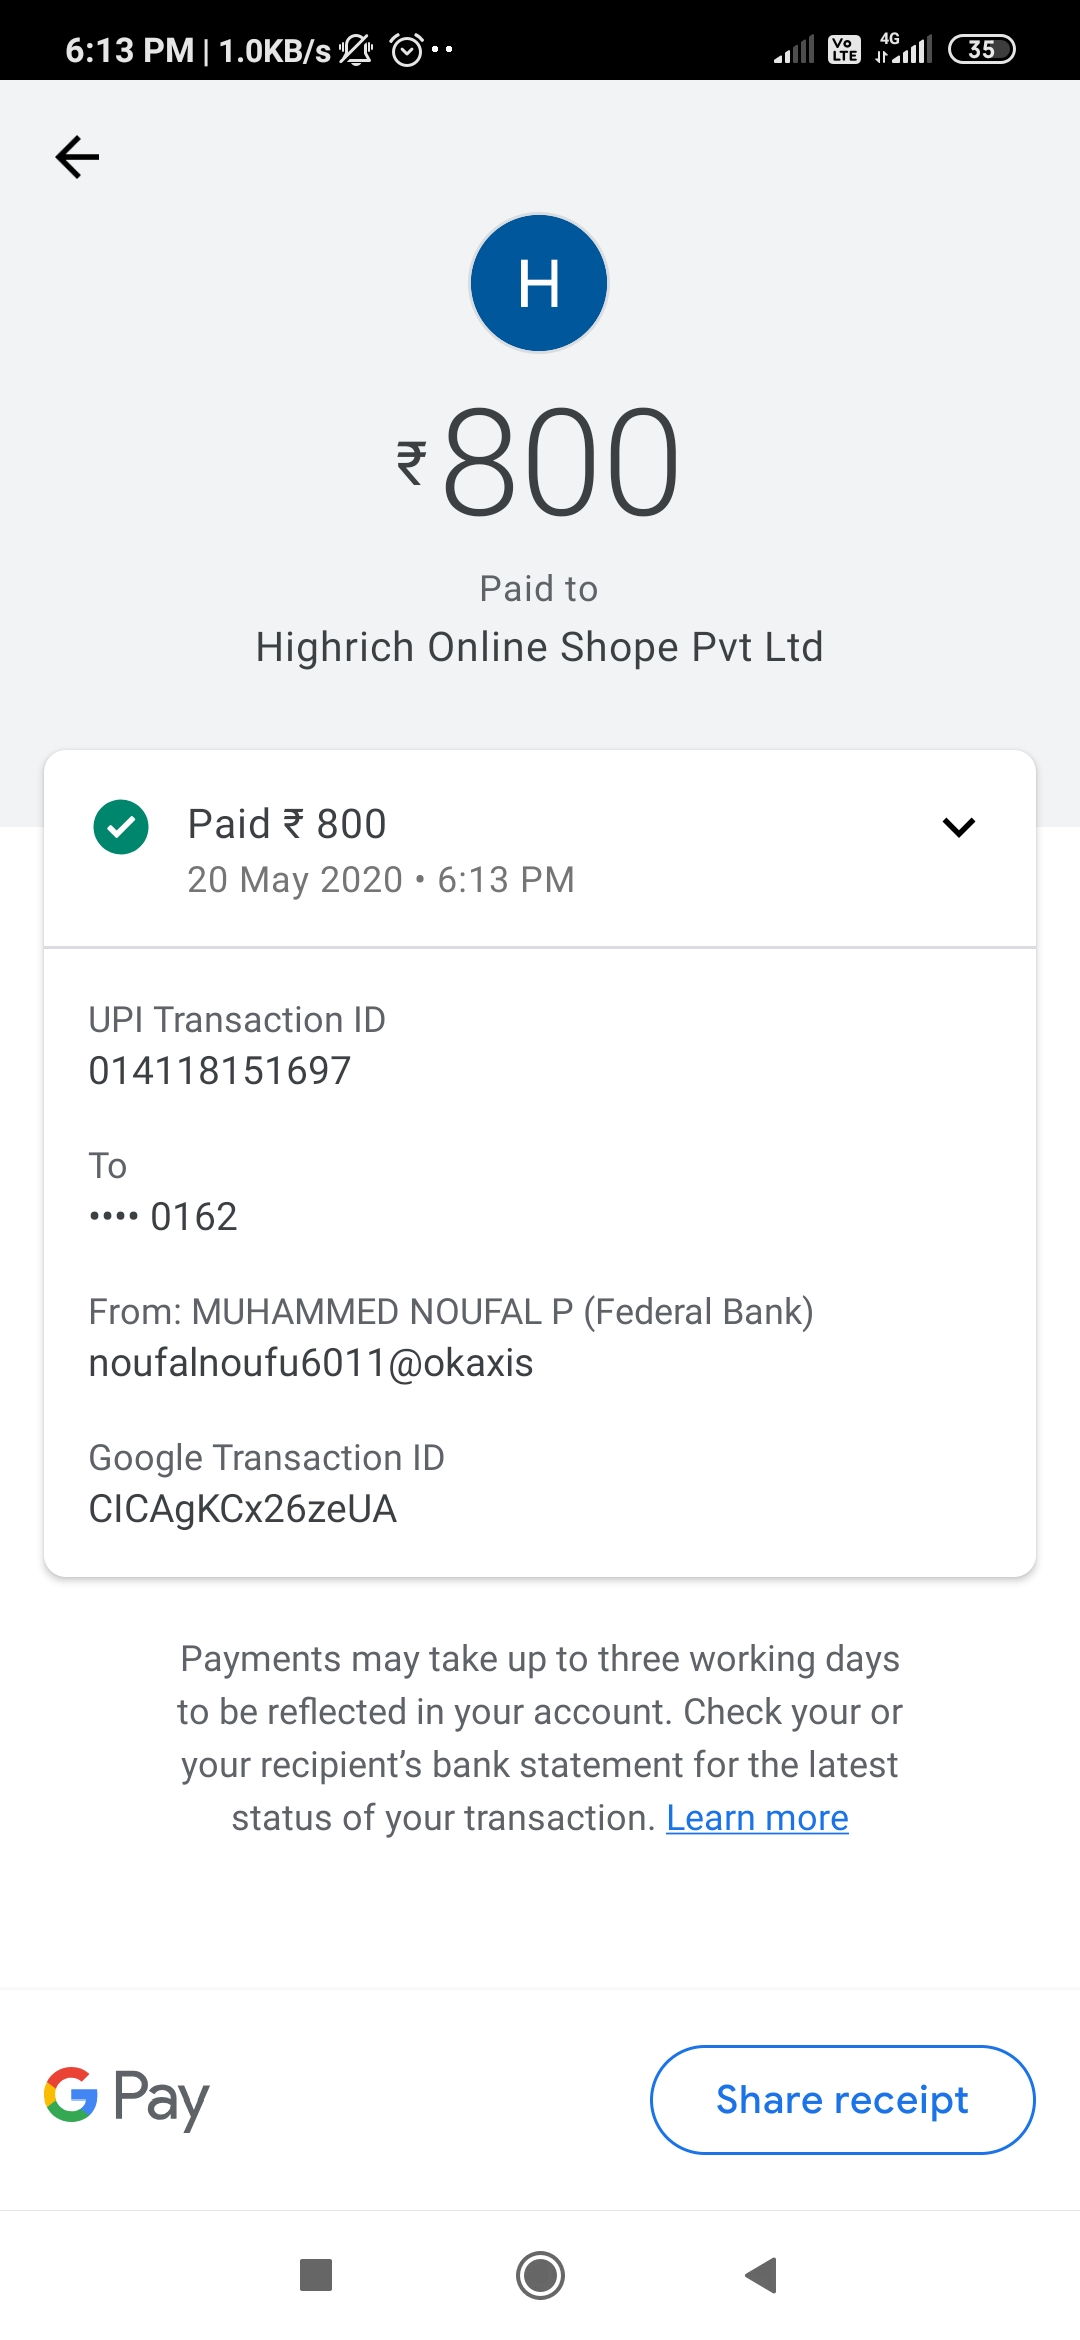 6:13 PM | 1.0KB/s
Vo LTE 4G 35
H
₹800
Paid to
Highrich Online Shope Pvt Ltd
Paid ₹ 800
20 May 2020 • 6:13 PM
UPI Transaction ID
014118151697
To
•••• 0162
From: MUHAMMED NOUFAL P (Federal Bank)
noufalnoufu6011@okaxis
Google Transaction ID
CICAgKCx26zeUA
Payments may take up to three working days
to be reflected in your account. Check your or
your recipient’s bank statement for the latest
status of your transaction. Learn more
G Pay
Share receipt